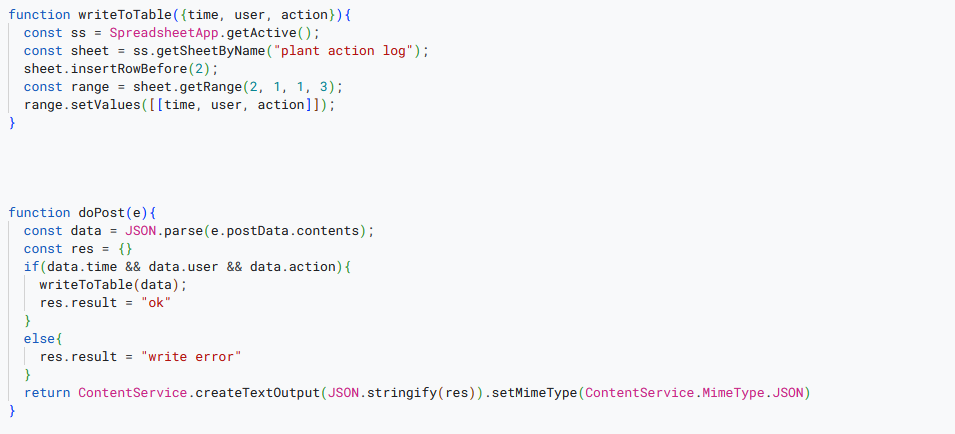 function writeToTable({time, user, action}){
  const ss = SpreadsheetApp.getActive();
  const sheet = ss.getSheetByName("plant action log");
  sheet.insertRowBefore(2);
  const range = sheet.getRange(2, 1, 1, 3);
  range.setValues([[time, user, action]]);
}
function doPost(e){
  const data = JSON.parse(e.postData.contents);
  const res = {}
  if(data.time && data.user && data.action){
    writeToTable(data);
    res.result = "ok"
  }
  else{
    res.result = "write error"
  }
  return ContentService.createTextOutput(JSON.stringify(res)).setMimeType(ContentService.MimeType.JSON)
}